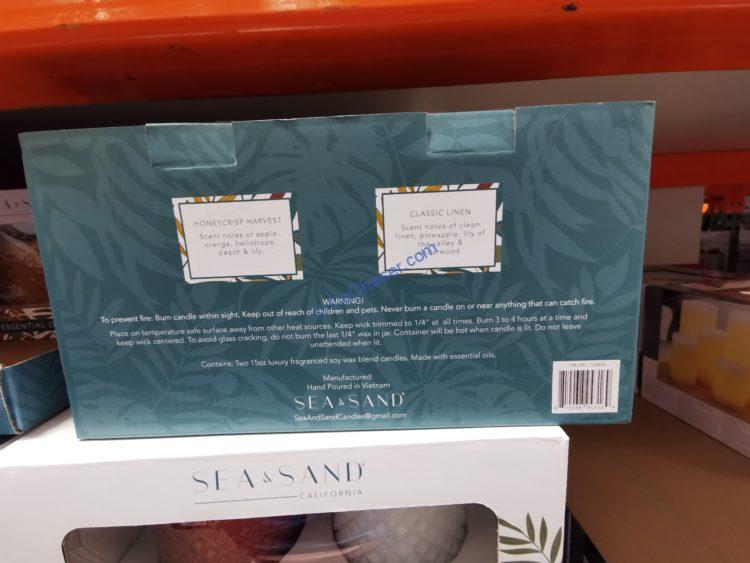 HONEYCRISP HARVEST
Scent notes of apple,
orange, heliotrope,
peach & lily.
CLASSIC LINEN
Scent notes of clean
linen, pineapple, lily of
the valley &
WARNING!
To prevent fire: Burn candle within sight. Keep out of reach of children and pets. Never burn a candle on or near anything that can catch fire.
Place on temperature safe surface away from other heat sources. Keep wick trimmed to 1/4" at all times. Burn 3 to 4 hours at a time and
keep wick centered. To avoid glass cracking, do not burn the last 1/4" wax in jar. Container will be hot when candle is lit. Do not leave
unattended when lit.
Contains: Two 15oz luxury fragranced soy wax blend candles. Made with essential oils.
Manufactured:
Hand Poured in Vietnam
SEA & SAND
SeaAndSandCandles@gmail.com
SEA & SAND
CALIFORNIA
ESSENTIAL